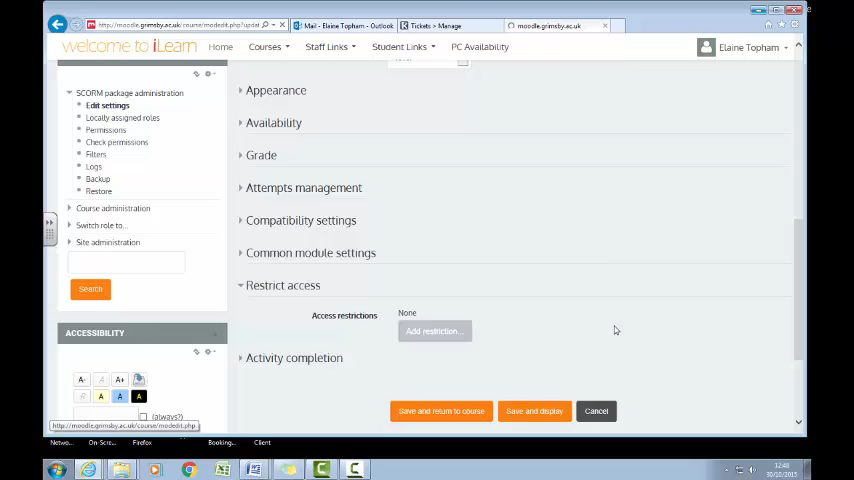 http://moodle.grimsby.ac.uk/modedit.php?updat
Mail - Elaine Topham - Outlook
Tickets > Manage
moodle.grimsby.ac.uk
welcome to iLearn
Home
Courses
Staff Links
Student Links
PC Availability
Elaine Topham
SCORM package administration
Edit settings
Locally assigned roles
Permissions
Check permissions
Filters
Logs
Backup
Restore
Course administration
Switch role to...
Site administration
Search
ACCESSIBILITY
A-
A
A+
R
A
A
A
(always?)
http://moodle.grimsby.ac.uk/course/modedit.php
Appearance
Availability
Grade
Attempts management
Compatibility settings
Common module settings
Restrict access
Access restrictions
None
Add restriction...
Activity completion
Save and return to course
Save and display
Cancel
Netwo...
On-Scre...
Firefox
Booking...
Client
12:48
30/10/2015